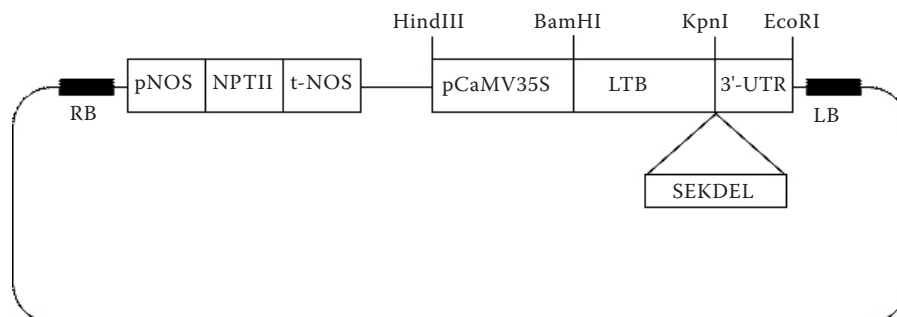 HindIII BamHI KpnI EcoRI
pNOS NPTII t-NOS pCaMV35S LTB 3'-UTR
RB LB
SEKDEL